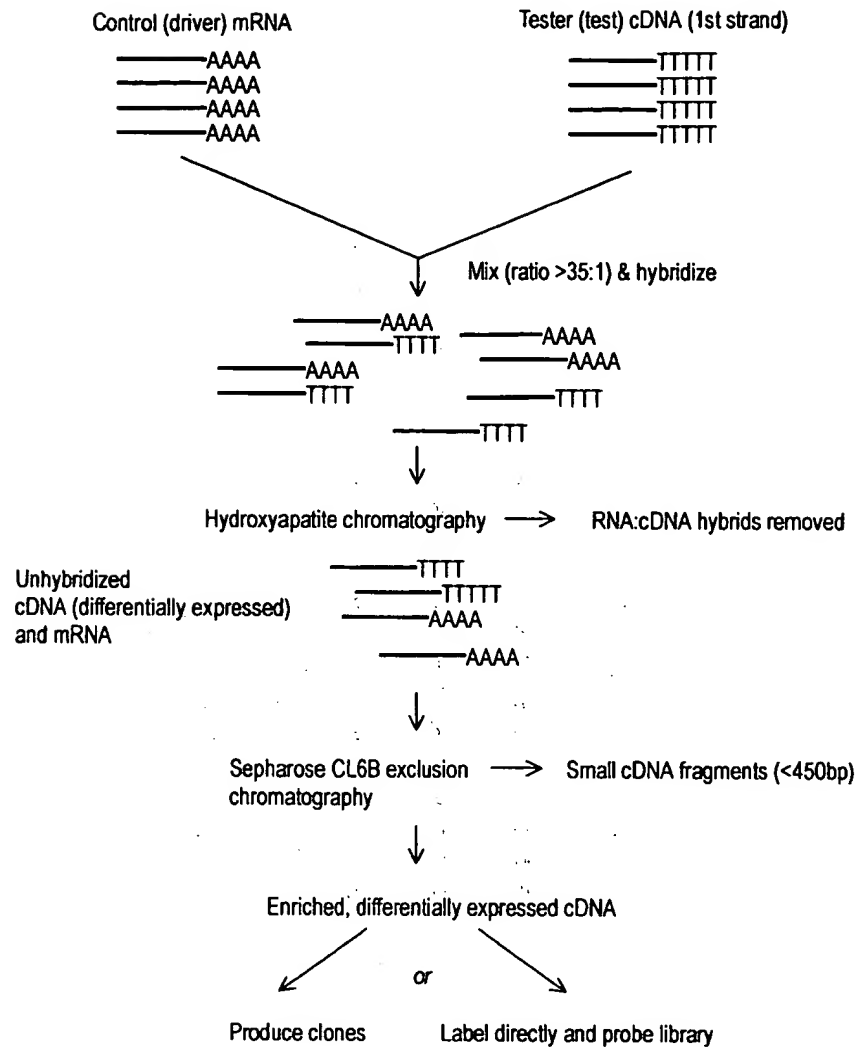 Control (driver) mRNA
Tester (test) cDNA (1st strand)
AAAA
AAAA
AAAA
AAAA
TTTTT
TTTTT
TTTTT
TTTTT
Mix (ratio >35:1) & hybridize
AAAA
TTTT
AAAA
AAAA
AAAA
TTTT
TTTT
TTTT
Hydroxyapatite chromatography
RNA:cDNA hybrids removed
Unhybridized
cDNA (differentially expressed)
and mRNA
TTTT
TTTTT
AAAA
AAAA
Sepharose CL6B exclusion
chromatography
Small cDNA fragments (<450bp)
Enriched, differentially expressed cDNA
or
Produce clones
Label directly and probe library